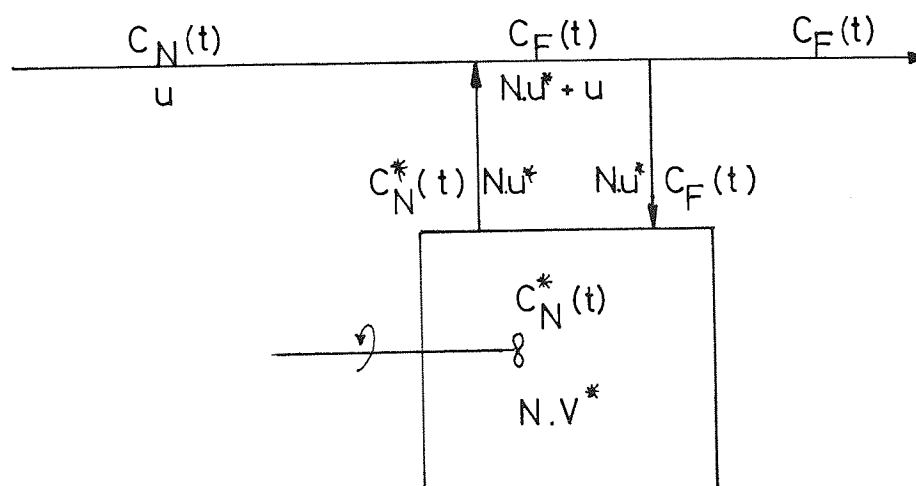 C_N(t) C_F(t) C_F(t)
u N.u* + u
C*_N(t) N.u* N.u* C_F(t)
C*_N(t)
N.V*